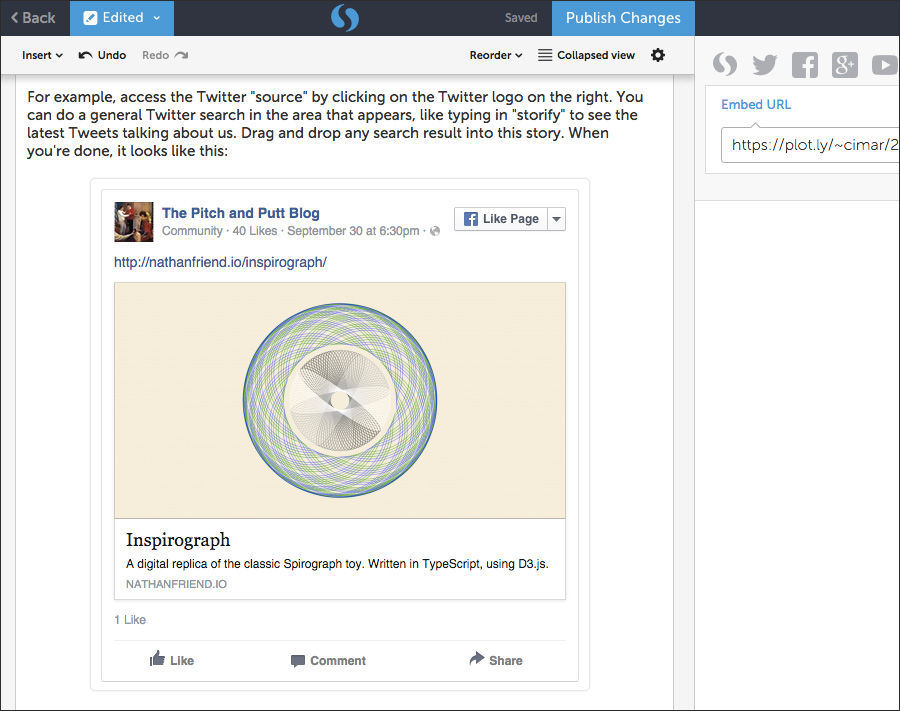 Back
Edited
Saved
Publish Changes
Insert
Undo
Redo
Reorder
Collapsed view
Embed URL
https://plot.ly/~cimar/2
For example, access the Twitter "source" by clicking on the Twitter logo on the right. You
can do a general Twitter search in the area that appears, like typing in "storify" to see the
latest Tweets talking about us. Drag and drop any search result into this story. When
you're done, it looks like this:
The Pitch and Putt Blog
Community · 40 Likes · September 30 at 6:30pm ·
Like Page
http://nathanfriend.io/inspirograph/
Inspirograph
A digital replica of the classic Spirograph toy. Written in TypeScript, using D3.js.
NATHANFRIEND.IO
1 Like
Like
Comment
Share